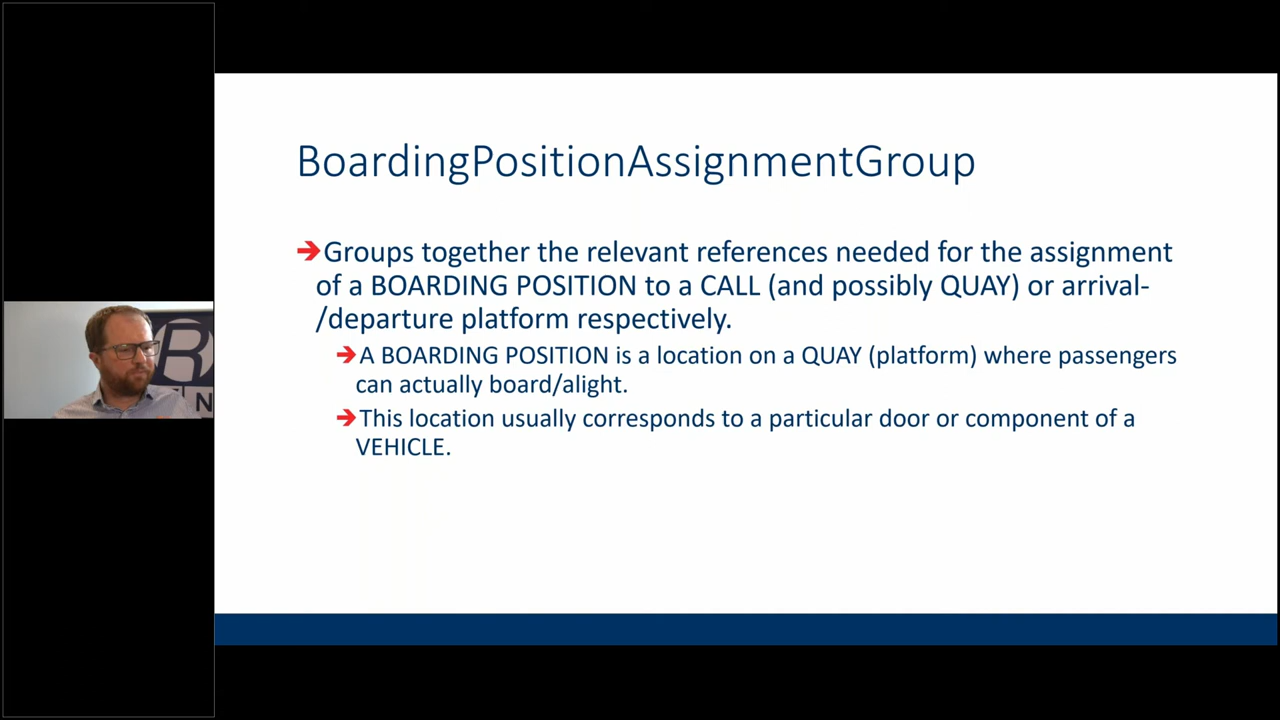 BoardingPositionAssignmentGroup
➔Groups together the relevant references needed for the assignment
of a BOARDING POSITION to a CALL (and possibly QUAY) or arrival-
/departure platform respectively.
➔A BOARDING POSITION is a location on a QUAY (platform) where passengers
can actually board/alight.
➔This location usually corresponds to a particular door or component of a
VEHICLE.
R
N